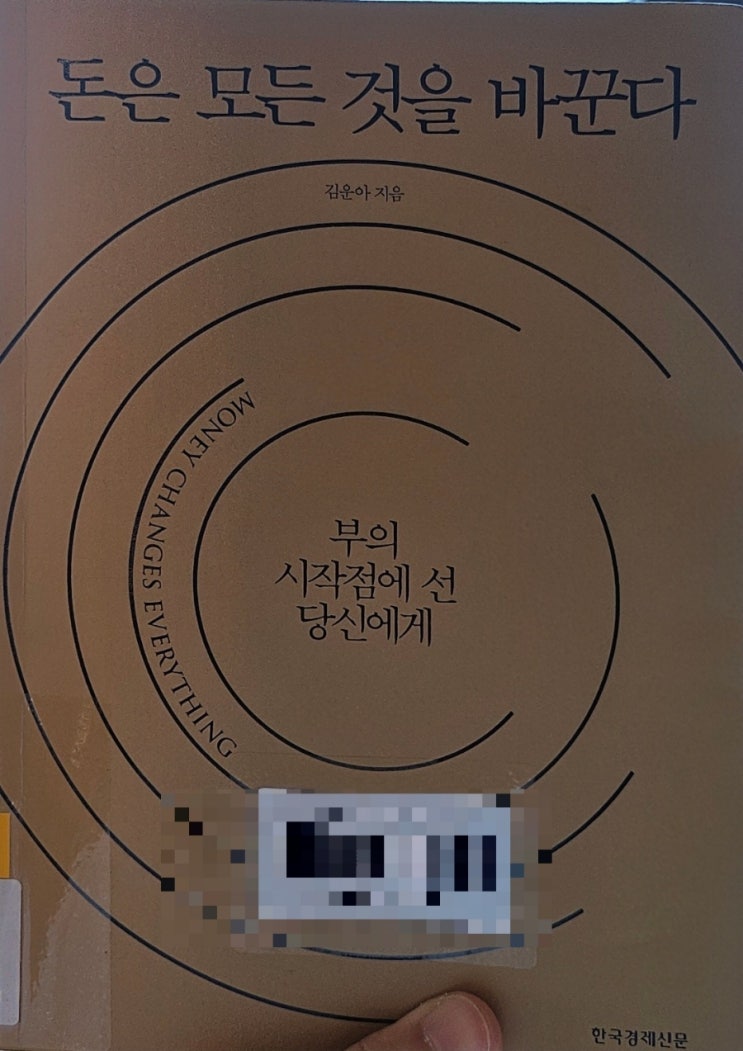 돈은 모든 것을 바꾼다
김운아 지음
MONEY CHANGES EVERYTHING
부의
시작점에 선
당신에게
한국경제신문